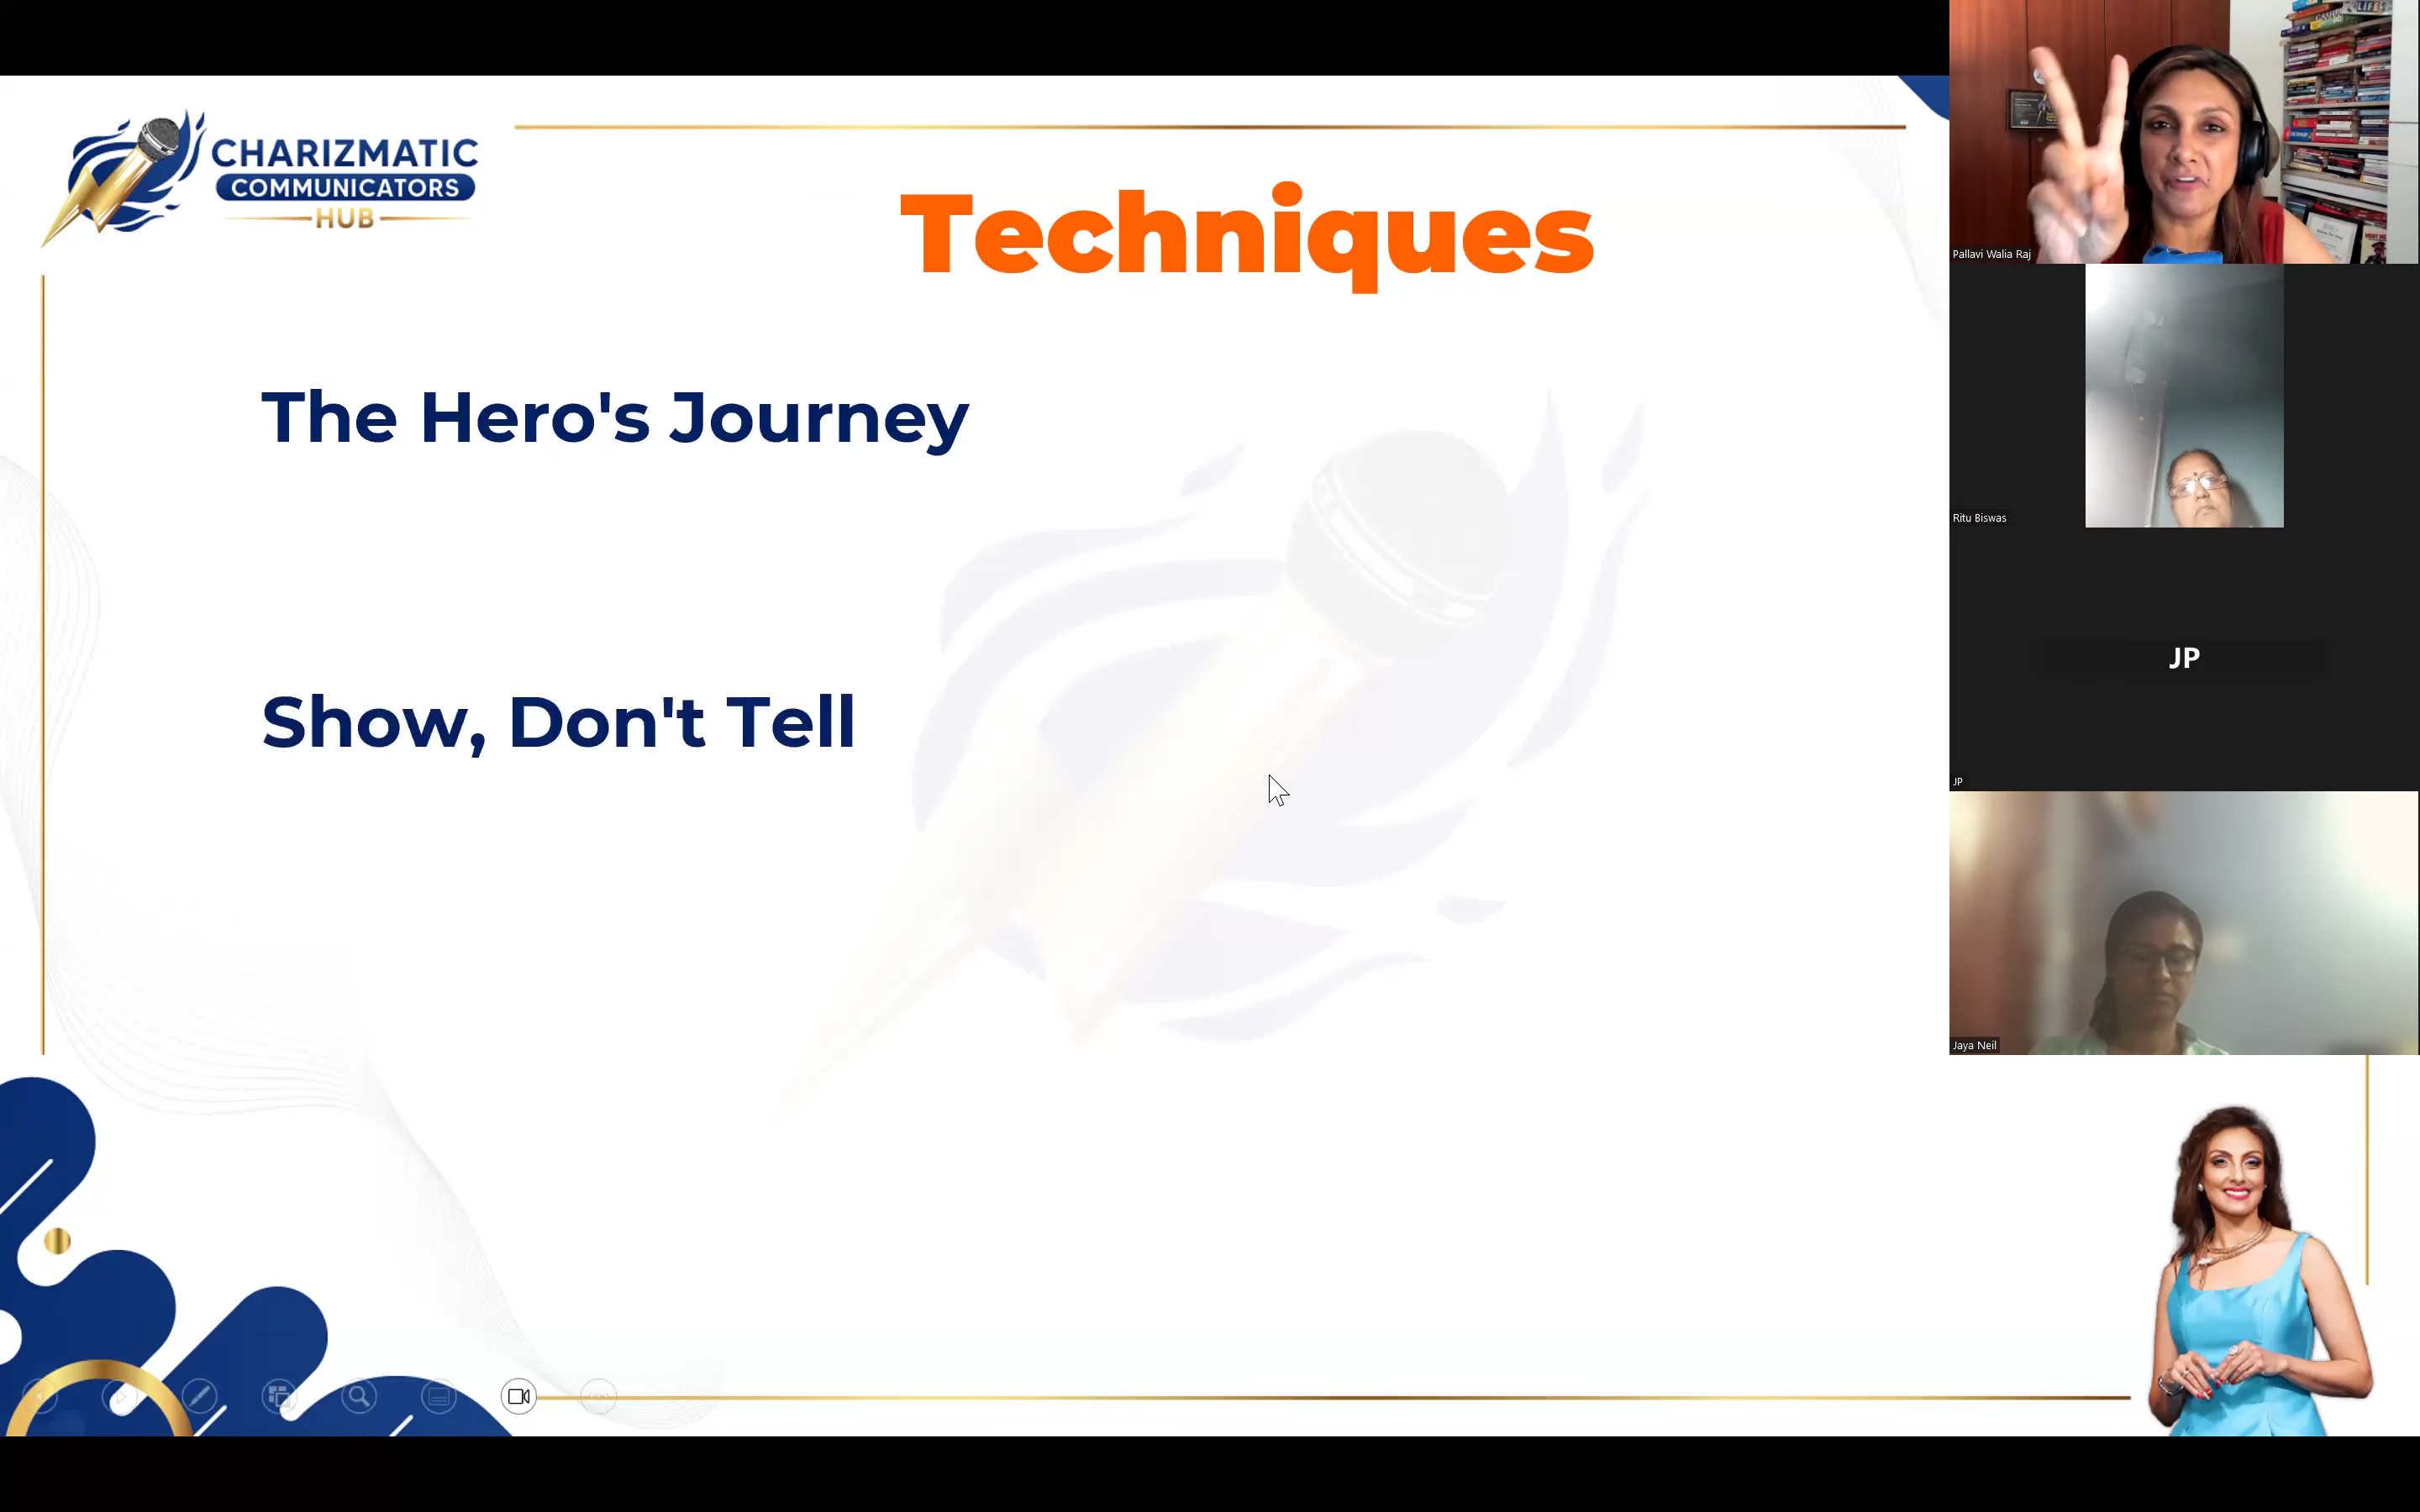 CHARIZMATIC
COMMUNICATORS
HUB
Techniques
The Hero's Journey
Show, Don't Tell
Pallavi Walia Raj
Ritu Biswas
JP
JP
Jaya Neil